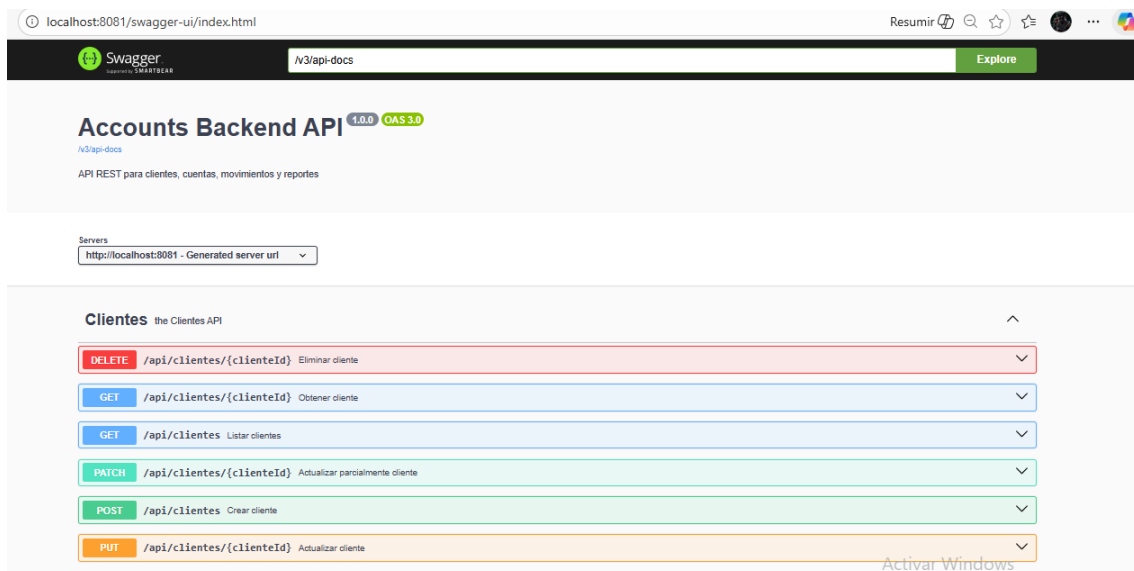 localhost:8081/swagger-ui/index.html Resumir
Swagger
Supported by SMARTBEAR
/v3/api-docs Explore
Accounts Backend API 1.0.0 OAS 3.0
/v3/api-docs
API REST para clientes, cuentas, movimientos y reportes
Servers
http://localhost:8081 - Generated server url
Clientes the Clientes API
DELETE /api/clientes/{clienteId} Eliminar cliente
GET /api/clientes/{clienteId} Obtener cliente
GET /api/clientes Listar clientes
PATCH /api/clientes/{clienteId} Actualizar parcialmente cliente
POST /api/clientes Crear cliente
PUT /api/clientes/{clienteId} Actualizar cliente
Activar Windows